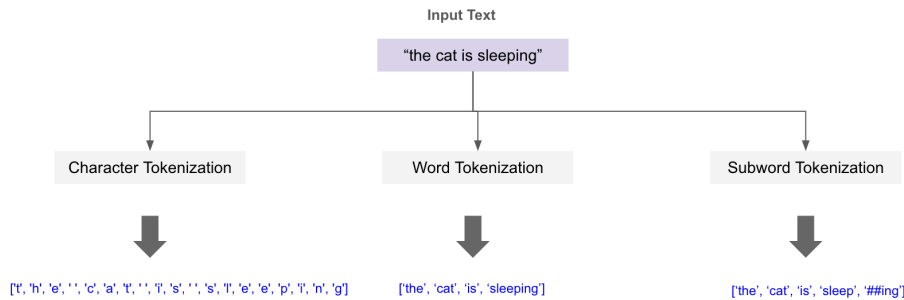 Input Text
“the cat is sleeping”
Character Tokenization
Word Tokenization
Subword Tokenization
['t', 'h', 'e', ' ', 'c', 'a', 't', ' ', 'i', 's', ' ', 's', 'l', 'e', 'e', 'p', 'i', 'n', 'g']
[‘the’, ‘cat’, ‘is’, ‘sleeping’]
[‘the’, ‘cat’, ‘is’, ‘sleep’, ‘##ing’]